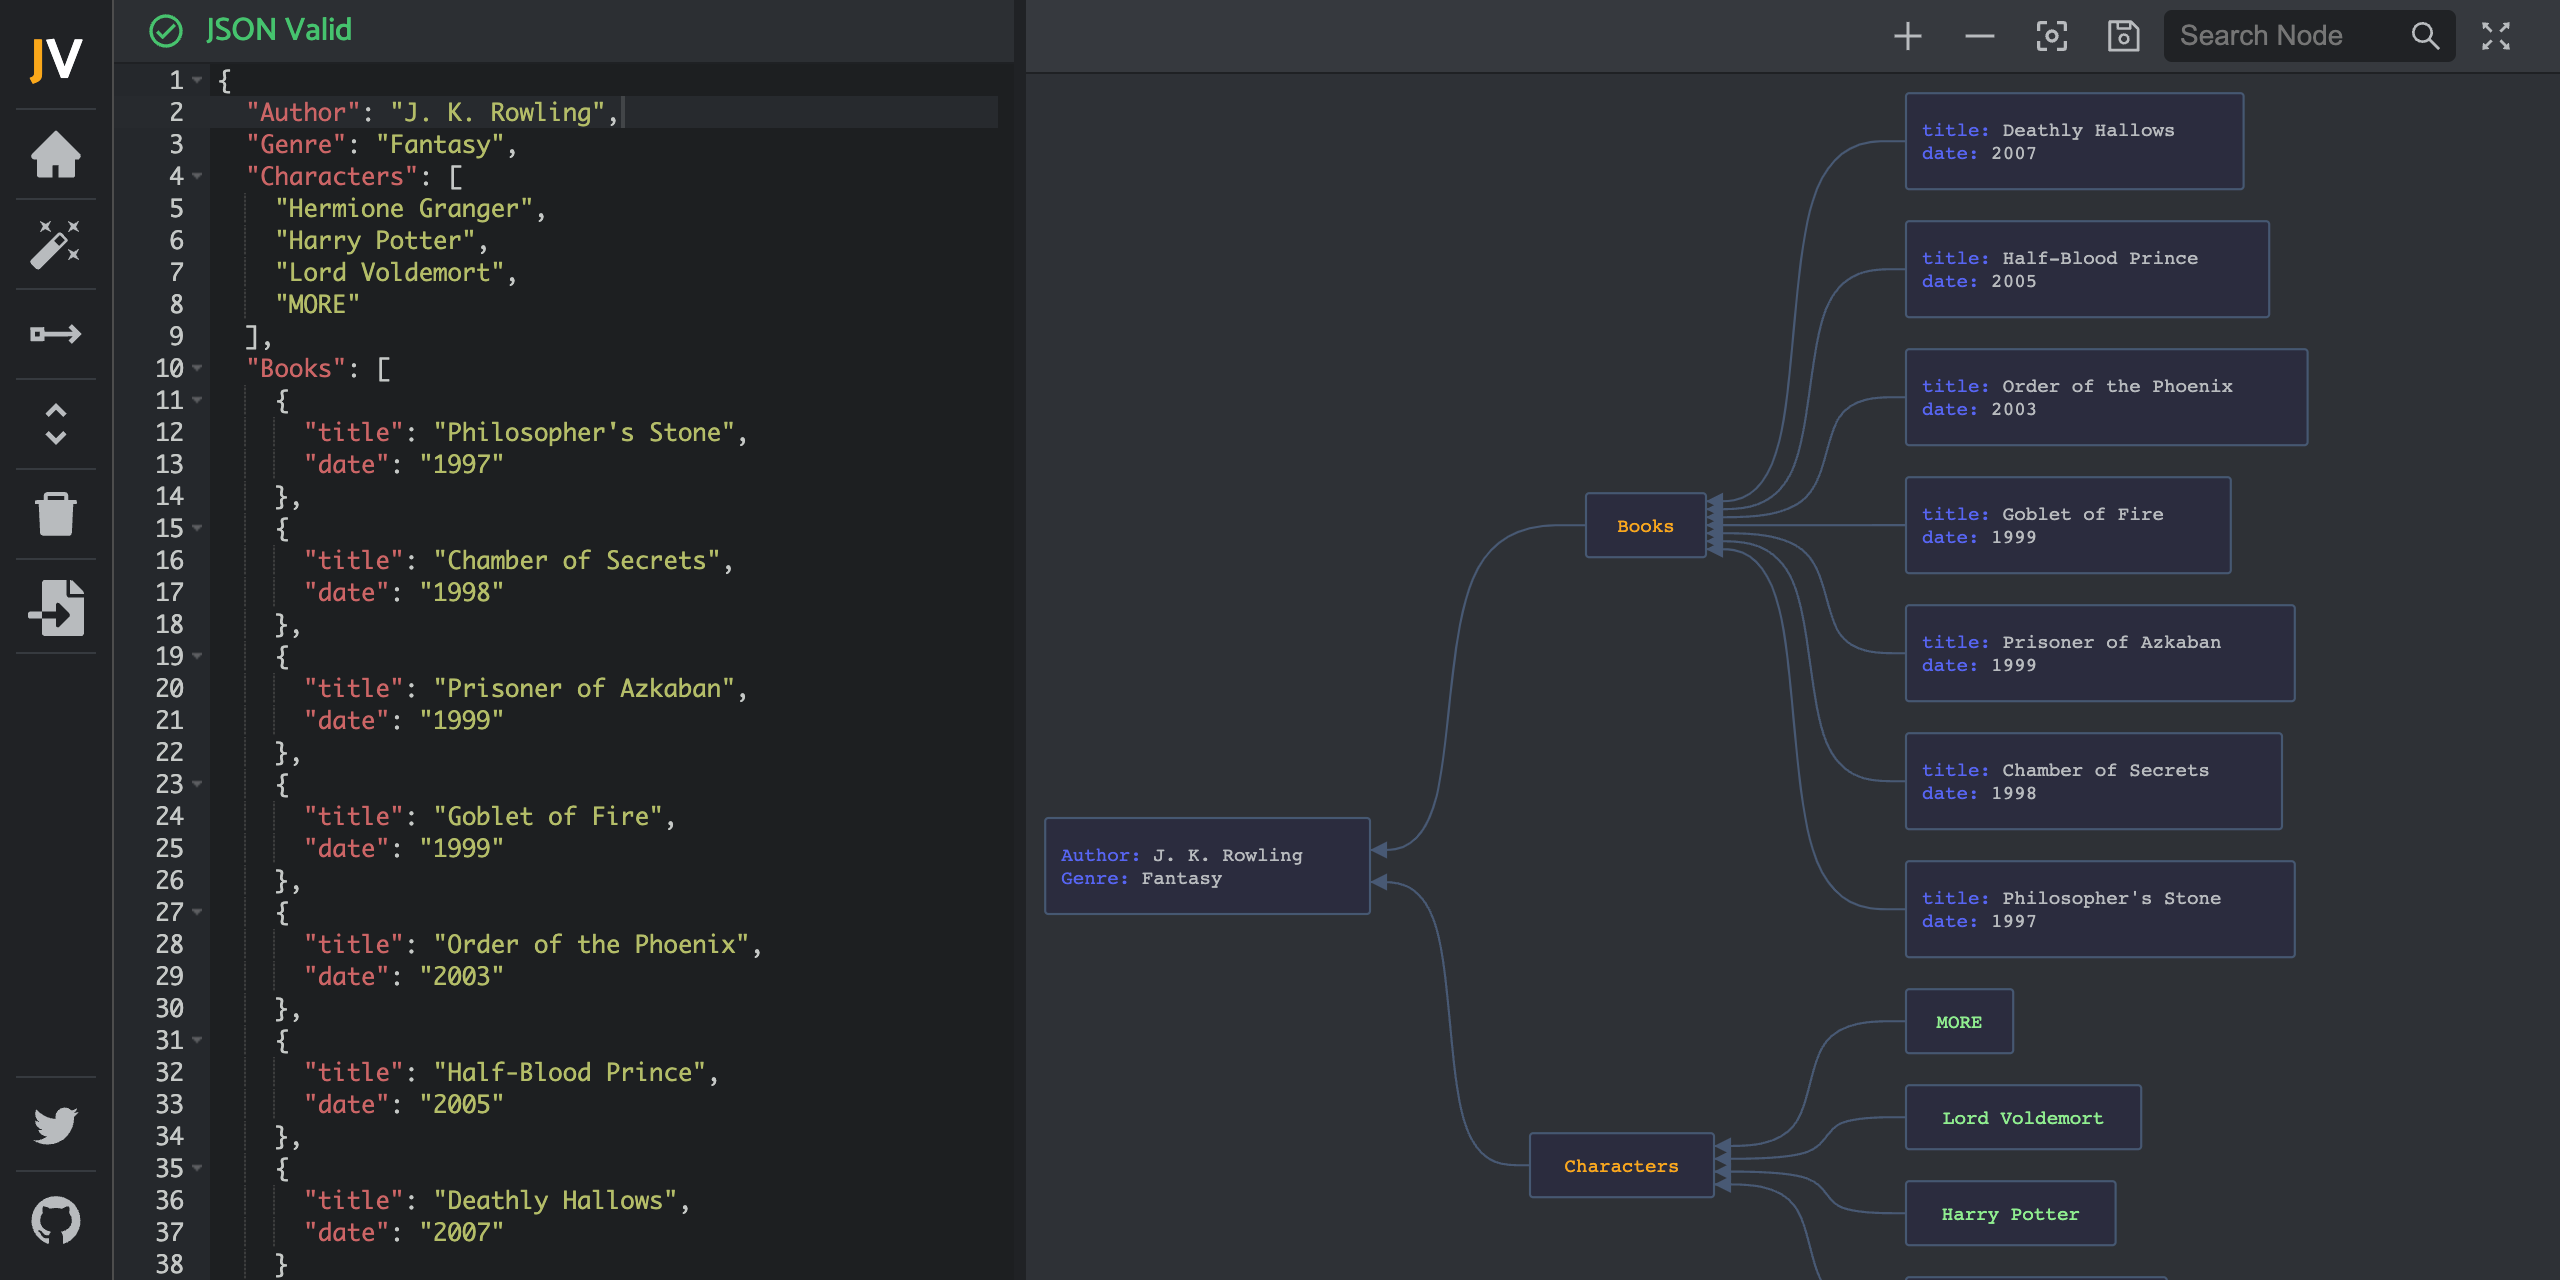 JV
JSON Valid
1 {
2 "Author": "J. K. Rowling",
3 "Genre": "Fantasy",
4 "Characters": [
5 "Hermione Granger",
6 "Harry Potter",
7 "Lord Voldemort",
8 "MORE"
9 ],
10 "Books": [
11 {
12 "title": "Philosopher's Stone",
13 "date": "1997"
14 },
15 {
16 "title": "Chamber of Secrets",
17 "date": "1998"
18 },
19 {
20 "title": "Prisoner of Azkaban",
21 "date": "1999"
22 },
23 {
24 "title": "Goblet of Fire",
25 "date": "1999"
26 },
27 {
28 "title": "Order of the Phoenix",
29 "date": "2003"
30 },
31 {
32 "title": "Half-Blood Prince",
33 "date": "2005"
34 },
35 {
36 "title": "Deathly Hallows",
37 "date": "2007"
38 }
Search Node
Author: J. K. Rowling
Genre: Fantasy
Books
title: Deathly Hallows
date: 2007
title: Half-Blood Prince
date: 2005
title: Order of the Phoenix
date: 2003
title: Goblet of Fire
date: 1999
title: Prisoner of Azkaban
date: 1999
title: Chamber of Secrets
date: 1998
title: Philosopher's Stone
date: 1997
Characters
MORE
Lord Voldemort
Harry Potter